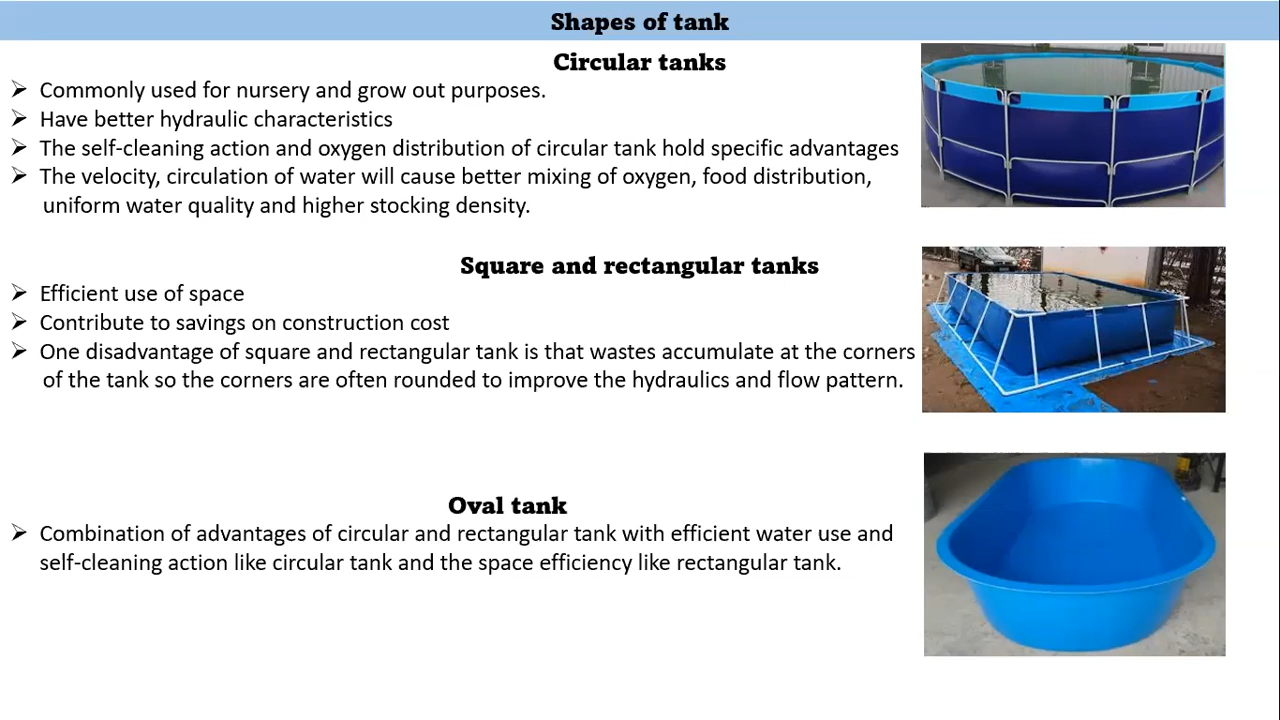 Shapes of tank
Circular tanks
➢ Commonly used for nursery and grow out purposes.
➢ Have better hydraulic characteristics
➢ The self-cleaning action and oxygen distribution of circular tank hold specific advantages
➢ The velocity, circulation of water will cause better mixing of oxygen, food distribution,
uniform water quality and higher stocking density.
Square and rectangular tanks
➢ Efficient use of space
➢ Contribute to savings on construction cost
➢ One disadvantage of square and rectangular tank is that wastes accumulate at the corners
of the tank so the corners are often rounded to improve the hydraulics and flow pattern.
Oval tank
➢ Combination of advantages of circular and rectangular tank with efficient water use and
self-cleaning action like circular tank and the space efficiency like rectangular tank.